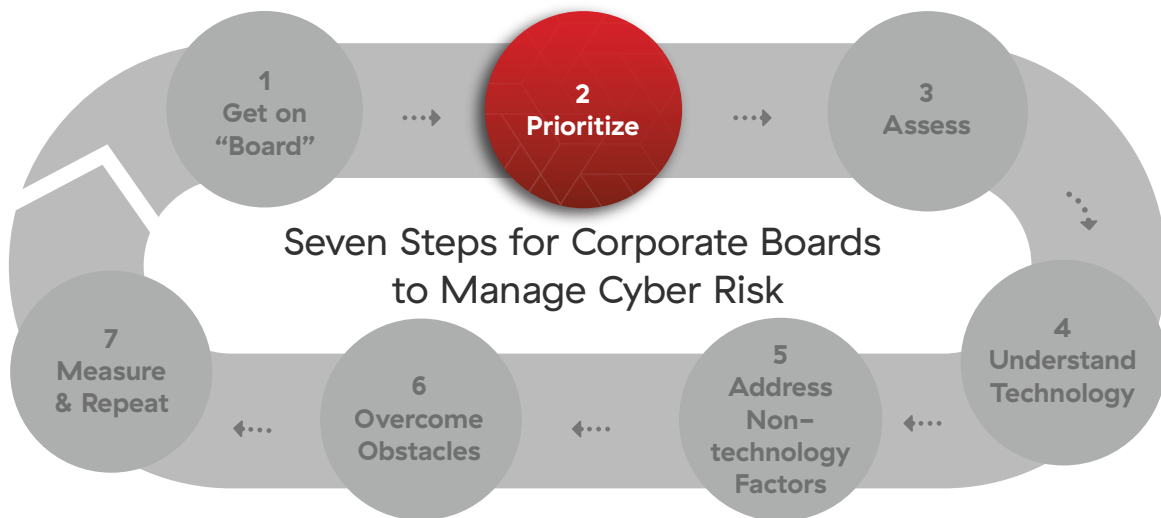 1
Get on
“Board”
2
Prioritize
3
Assess
Seven Steps for Corporate Boards
to Manage Cyber Risk
4
Understand
Technology
5
Address
Non-
technology
Factors
6
Overcome
Obstacles
7
Measure
& Repeat